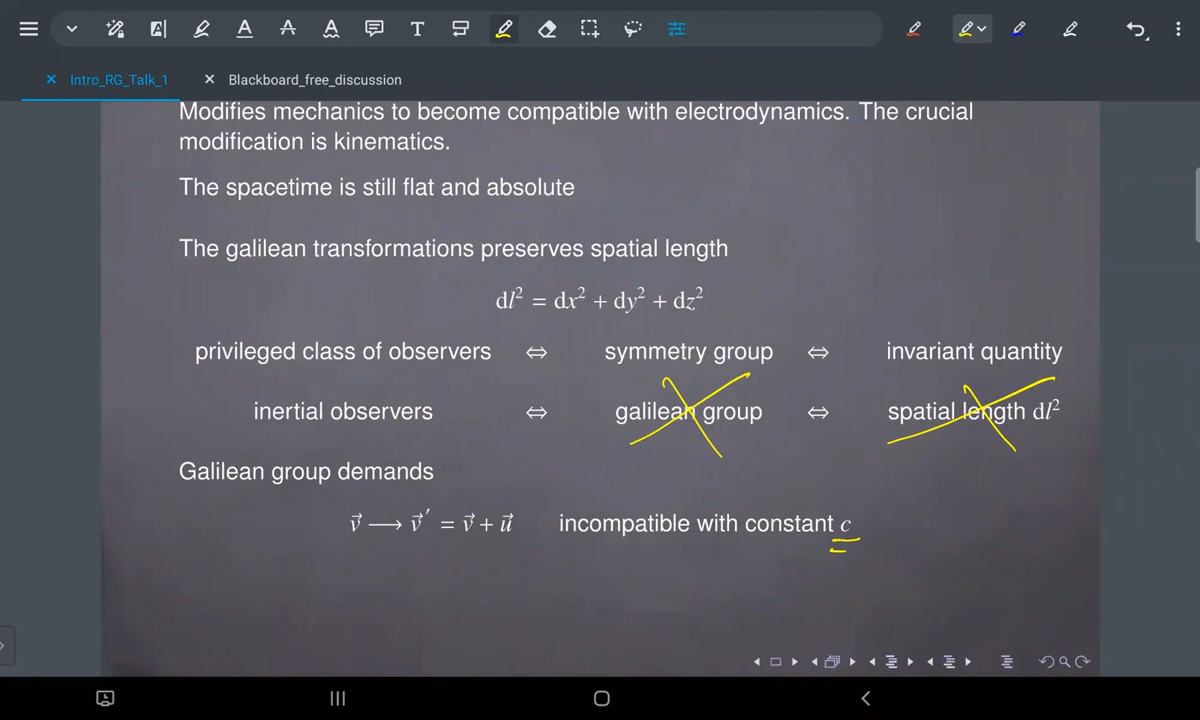 T
Intro_RG_Talk_1
Blackboard_free_discussion
Modifies mechanics to become compatible with electrodynamics. The crucial
modification is kinematics.
The spacetime is still flat and absolute
The galilean transformations preserves spatial length
dl² = dx² + dy² + dz²
privileged class of observers ⇔ symmetry group ⇔ invariant quantity
inertial observers ⇔ galilean group ⇔ spatial length dl²
Galilean group demands
v⃗ ⟶ v⃗′ = v⃗ + u⃗ incompatible with constant c